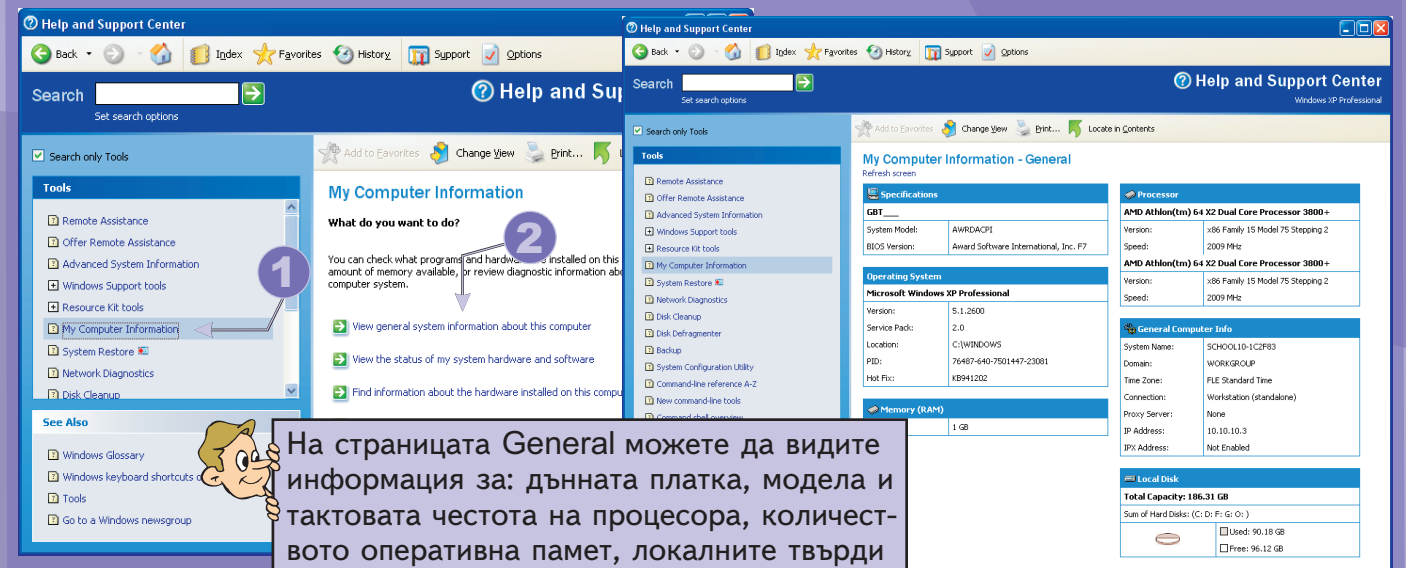 Help and Support Center
Back
Index
Favorites
History
Support
Options
Search
Set search options
Help and Sup
Search only Tools
Add to Favorites
Change View
Print...
Tools
Remote Assistance
Offer Remote Assistance
Advanced System Information
Windows Support tools
Resource Kit tools
My Computer Information
System Restore
Network Diagnostics
Disk Cleanup
See Also
Windows Glossary
Windows keyboard shortcuts
Tools
Go to a Windows newsgroup
My Computer Information
What do you want to do?
You can check what programs and hardware installed on this
amount of memory available, or review diagnostic information
computer system.
View general system information about this computer
View the status of my system hardware and software
Find information about the hardware installed on this compu
1
2
Help and Support Center
Back
Index
Favorites
History
Support
Options
Search
Set search options
Help and Support Center
Windows XP Professional
Search only Tools
Add to Favorites
Change View
Print...
Locate in Contents
Tools
Remote Assistance
Offer Remote Assistance
Advanced System Information
Windows Support tools
Resource Kit tools
My Computer Information
System Restore
Network Diagnostics
Disk Cleanup
Disk Defragmenter
Backup
System Configuration Utility
Command-line reference A-Z
New command-line tools
Command shell overview
My Computer Information - General
Refresh screen
Specifications
GBT___
System Model: AWRDACPI
BIOS Version: Award Software International, Inc. F7
Operating System
Microsoft Windows XP Professional
Version: 5.1.2600
Service Pack: 2.0
Location: C:\WINDOWS
PID: 76487-640-7501447-23081
Hot Fix: KB941202
Memory (RAM)
1 GB
Processor
AMD Athlon(tm) 64 X2 Dual Core Processor 3800+
Version: x86 Family 15 Model 75 Stepping 2
Speed: 2009 MHz
AMD Athlon(tm) 64 X2 Dual Core Processor 3800+
Version: x86 Family 15 Model 75 Stepping 2
Speed: 2009 MHz
General Computer Info
System Name: SCHOOL10-1C2F83
Domain: WORKGROUP
Time Zone: FLE Standard Time
Connection: Workstation (standalone)
Proxy Server: None
IP Address: 10.10.10.3
IPX Address: Not Enabled
Local Disk
Total Capacity: 186.31 GB
Sum of Hard Disks: (C: D: F: G: O: )
Used: 90.18 GB
Free: 96.12 GB
На страницата General можете да видите
информация за: дънната платка, модела и
тактовата честота на процесора, количест-
вото оперативна памет, локалните твърди